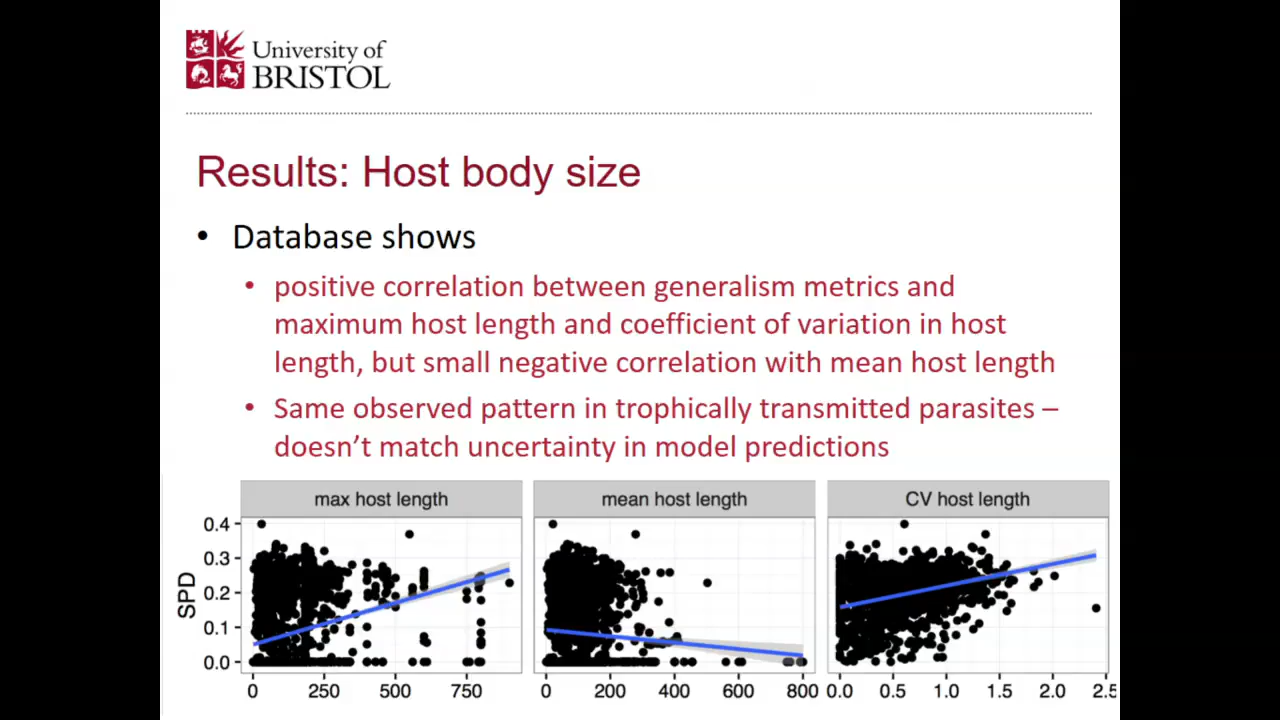 University of
BRISTOL
Results: Host body size
• Database shows
• positive correlation between generalism metrics and
maximum host length and coefficient of variation in host
length, but small negative correlation with mean host length
• Same observed pattern in trophically transmitted parasites –
doesn't match uncertainty in model predictions
max host length mean host length CV host length
SPD
0.4
0.3
0.2
0.1
0.0
0 250 500 750 0 200 400 600 800 0.0 0.5 1.0 1.5 2.0 2.5